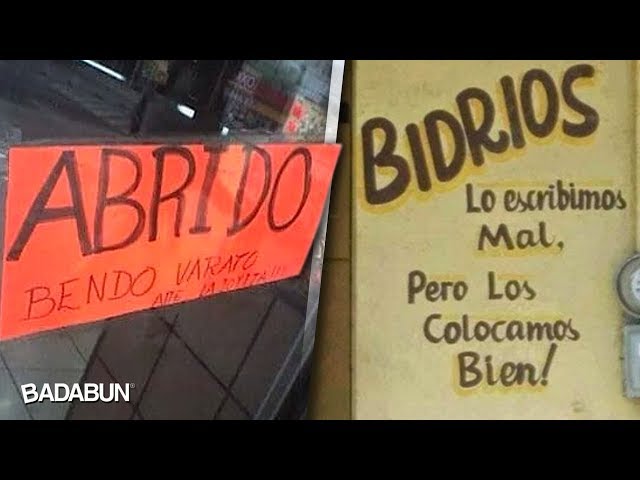 ABRIDO
BENDO VARATO
BIDRIOS
Lo escribimos
Mal,
Pero Los
Colocamos
Bien!
BADABUN